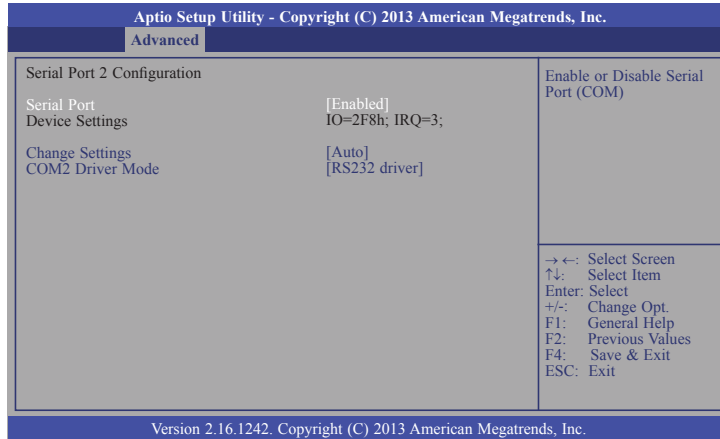 Aptio Setup Utility - Copyright (C) 2013 American Megatrends, Inc.
Advanced
Serial Port 2 Configuration
Serial Port [Enabled]
Device Settings IO=2F8h; IRQ=3;
Change Settings [Auto]
COM2 Driver Mode [RS232 driver]
Enable or Disable Serial
Port (COM)
→←: Select Screen
↑↓: Select Item
Enter: Select
+/-: Change Opt.
F1: General Help
F2: Previous Values
F4: Save & Exit
ESC: Exit
Version 2.16.1242. Copyright (C) 2013 American Megatrends, Inc.